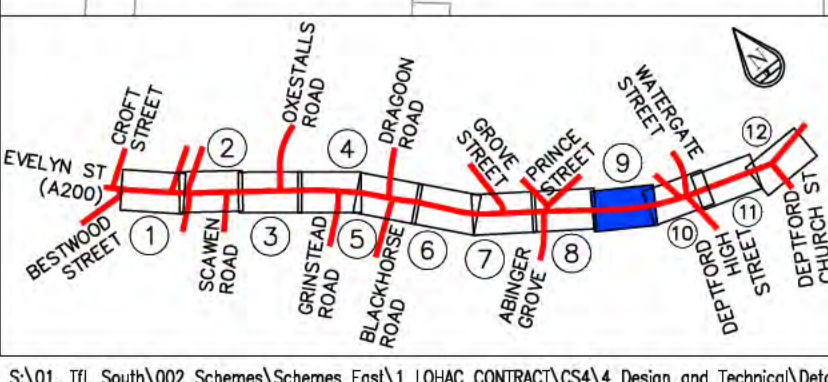 CROFT
STREET
EVELYN ST
(A200)
BESTWOOD
STREET
1
2
SCAWEN
ROAD
3
OXESTALLS
ROAD
4
GRINSTEAD
ROAD
5
DRAGOON
ROAD
BLACKHORSE
ROAD
6
GROVE
STREET
7
PRINCE
STREET
ABINGER
GROVE
8
9
WATERGATE
STREET
10
DEPTFORD
HIGH
STREET
11
12
DEPTFORD
CHURCH ST
N
S:\01. TfL South\002 Schemes\Schemes East\1 LOHAC CONTRACT\CS4\4 Design and Technical\Deta